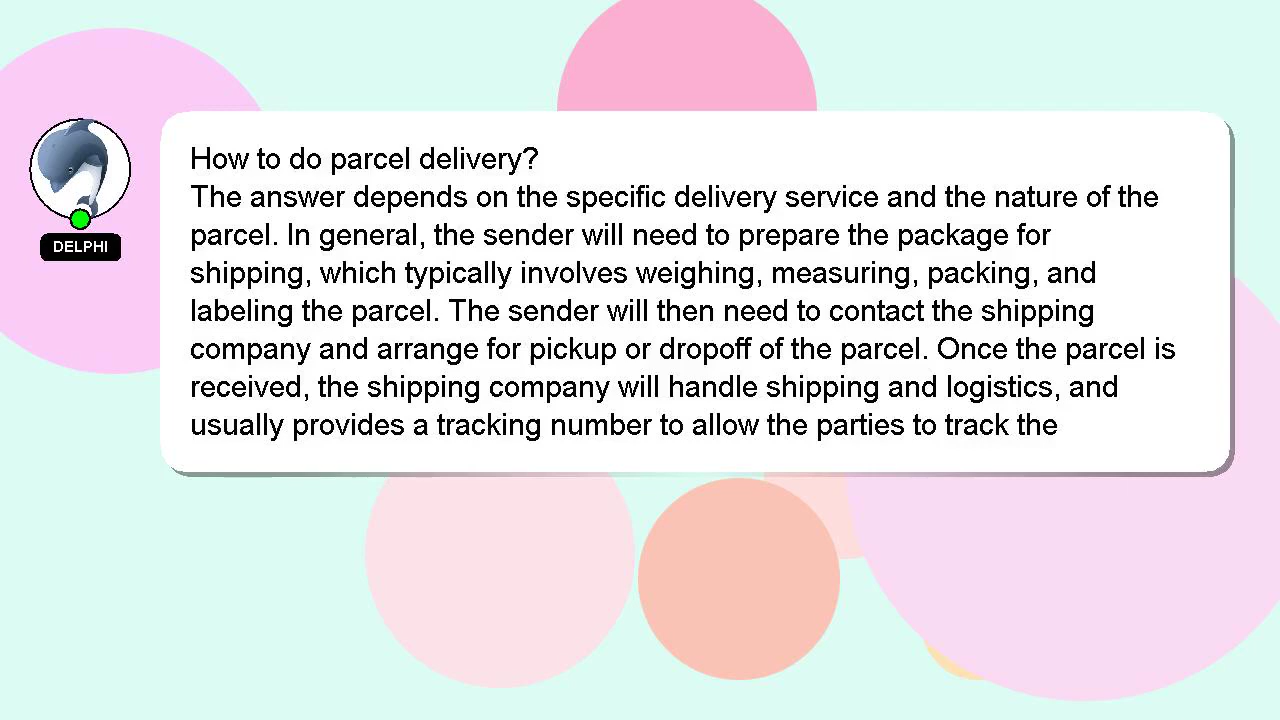 How to do parcel delivery?
The answer depends on the specific delivery service and the nature of the
parcel. In general, the sender will need to prepare the package for
shipping, which typically involves weighing, measuring, packing, and
labeling the parcel. The sender will then need to contact the shipping
company and arrange for pickup or dropoff of the parcel. Once the parcel is
received, the shipping company will handle shipping and logistics, and
usually provides a tracking number to allow the parties to track the
DELPHI